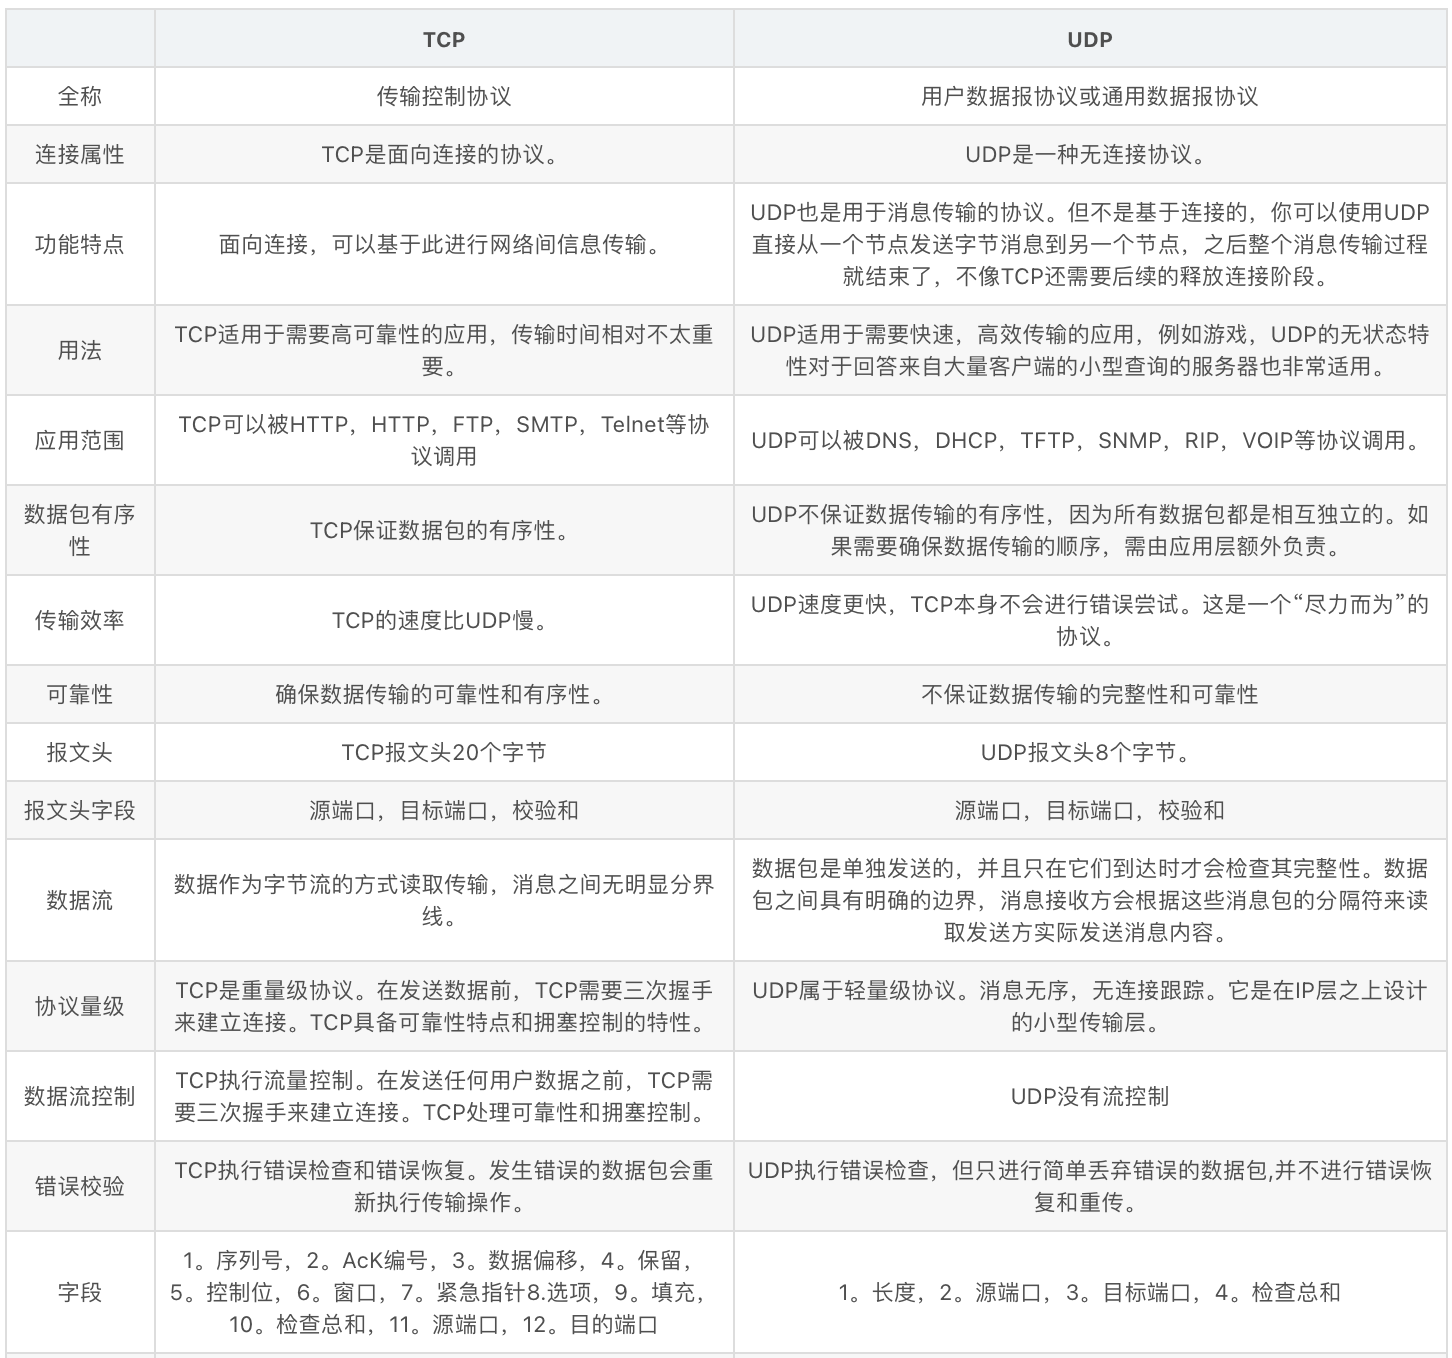 TCP
UDP
全称
传输控制协议
用户数据报协议或通用数据报协议
连接属性
TCP是面向连接的协议。
UDP是一种无连接协议。
功能特点
面向连接，可以基于此进行网络间信息传输。
UDP也是用于消息传输的协议。但不是基于连接的，你可以使用UDP
直接从一个节点发送字节消息到另一个节点，之后整个消息传输过程
就结束了，不像TCP还需要后续的释放连接阶段。
用法
TCP适用于需要高可靠性的应用，传输时间相对不太重
要。
UDP适用于需要快速，高效传输的应用，例如游戏，UDP的无状态特
性对于回答来自大量客户端的小型查询的服务器也非常适用。
应用范围
TCP可以被HTTP，HTTP，FTP，SMTP，Telnet等协
议调用
UDP可以被DNS，DHCP，TFTP，SNMP，RIP，VOIP等协议调用。
数据包有序
性
TCP保证数据包的有序性。
UDP不保证数据传输的有序性，因为所有数据包都是相互独立的。如
果需要确保数据传输的顺序，需由应用层额外负责。
传输效率
TCP的速度比UDP慢。
UDP速度更快，TCP本身不会进行错误尝试。这是一个“尽力而为”的
协议。
可靠性
确保数据传输的可靠性和有序性。
不保证数据传输的完整性和可靠性
报文头
TCP报文头20个字节
UDP报文头8个字节。
报文头字段
源端口，目标端口，校验和
源端口，目标端口，校验和
数据流
数据作为字节流的方式读取传输，消息之间无明显分界
线。
数据包是单独发送的，并且只在它们到达时才会检查其完整性。数据
包之间具有明确的边界，消息接收方会根据这些消息包的分隔符来读
取发送方实际发送消息内容。
协议量级
TCP是重量级协议。在发送数据前，TCP需要三次握手
来建立连接。TCP具备可靠性特点和拥塞控制的特性。
UDP属于轻量级协议。消息无序，无连接跟踪。它是在IP层之上设计
的小型传输层。
数据流控制
TCP执行流量控制。在发送任何用户数据之前，TCP需
要三次握手来建立连接。TCP处理可靠性和拥塞控制。
UDP没有流控制
错误校验
TCP执行错误检查和错误恢复。发生错误的数据包会重
新执行传输操作。
UDP执行错误检查，但只进行简单丢弃错误的数据包,并不进行错误恢
复和重传。
字段
1。序列号，2。AcK编号，3。数据偏移，4。保留，
5。控制位，6。窗口，7。紧急指针8.选项，9。填充，
10。检查总和，11。源端口，12。目的端口
1。长度，2。源端口，3。目标端口，4。检查总和